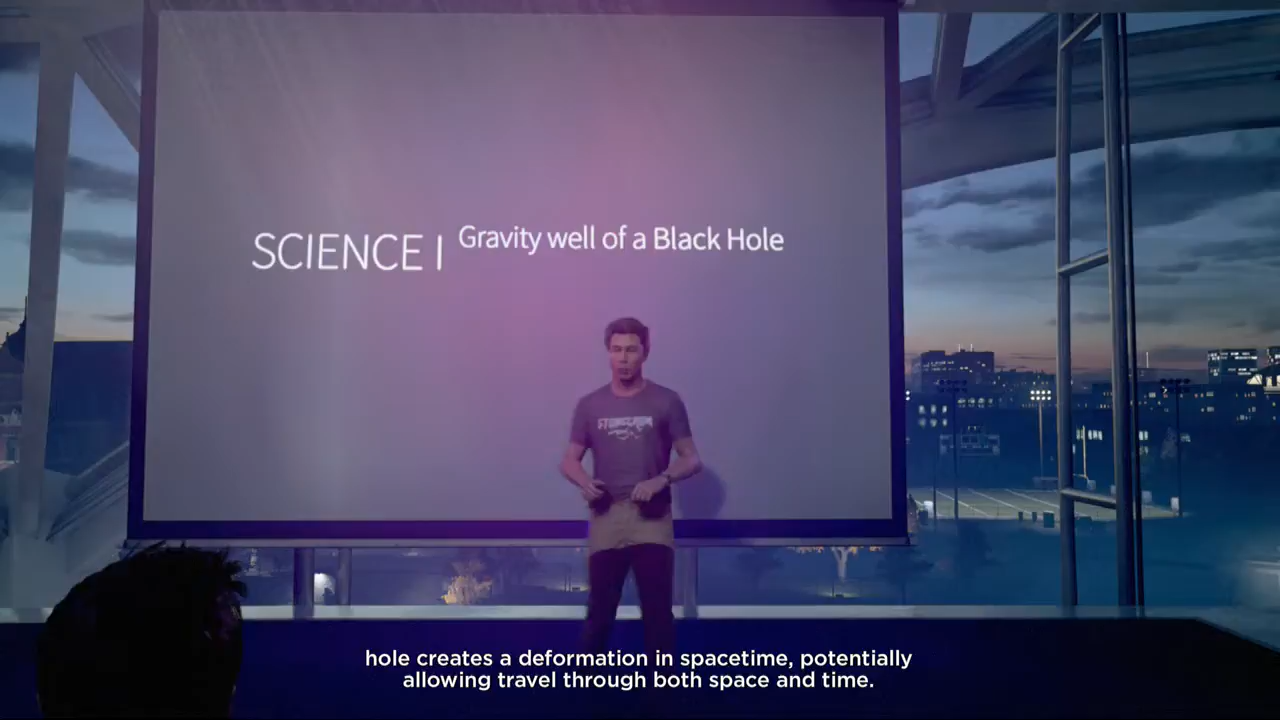 SCIENCE | Gravity well of a Black Hole
hole creates a deformation in spacetime, potentially
allowing travel through both space and time.